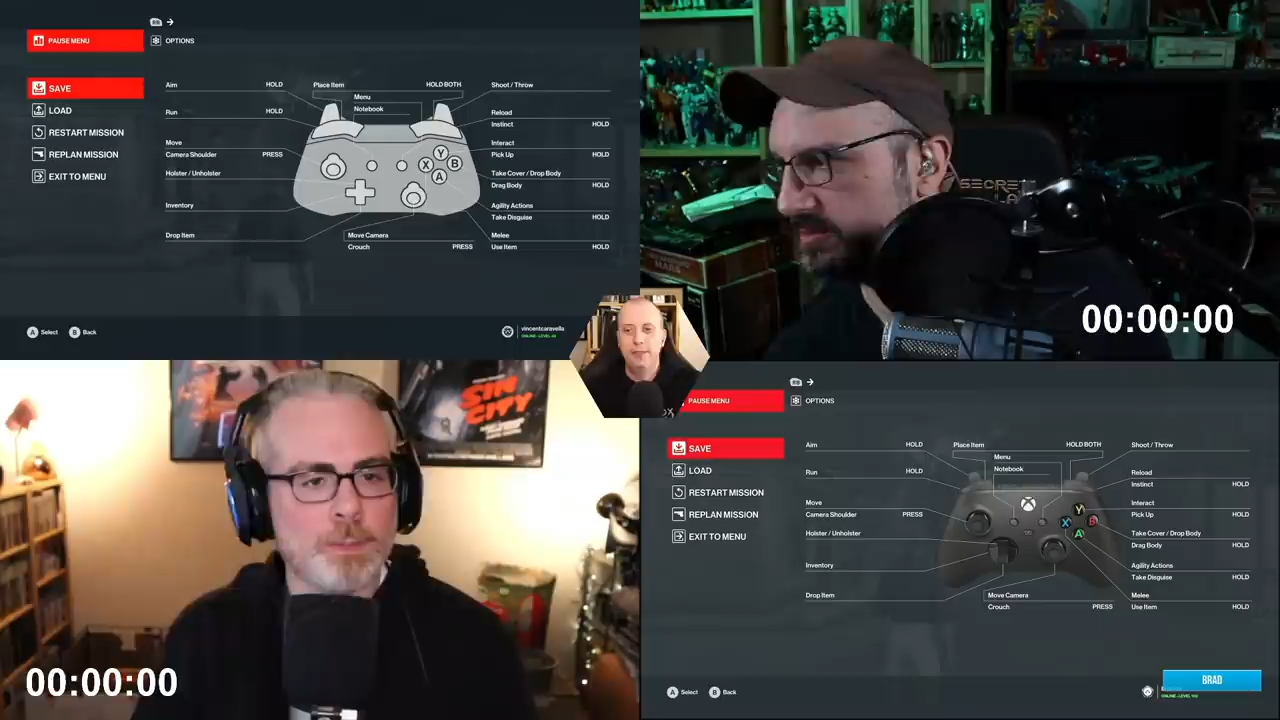 RB
PAUSE MENU
OPTIONS
SAVE
LOAD
RESTART MISSION
REPLAN MISSION
EXIT TO MENU
Aim HOLD
Run HOLD
Move
Camera Shoulder PRESS
Holster / Unholster
Inventory
Drop Item
Place Item HOLD BOTH
Menu
Notebook
Y
X
B
A
Move Camera
Crouch PRESS
Shoot / Throw
Reload
Instinct HOLD
Interact
Pick Up HOLD
Take Cover / Drop Body
Drag Body HOLD
Agility Actions
Take Disguise HOLD
Melee
Use Item HOLD
A Select B Back
vincentcaravella
SECRET
00:00:00
SIN
CITY
00:00:00
RB
PAUSE MENU
OPTIONS
SAVE
LOAD
RESTART MISSION
REPLAN MISSION
EXIT TO MENU
Aim HOLD
Run HOLD
Move
Camera Shoulder PRESS
Holster / Unholster
Inventory
Drop Item
Place Item HOLD BOTH
Menu
Notebook
Y
X
B
A
Move Camera
Crouch PRESS
Shoot / Throw
Reload
Instinct HOLD
Interact
Pick Up HOLD
Take Cover / Drop Body
Drag Body HOLD
Agility Actions
Take Disguise HOLD
Melee
Use Item HOLD
A Select B Back
BRAD